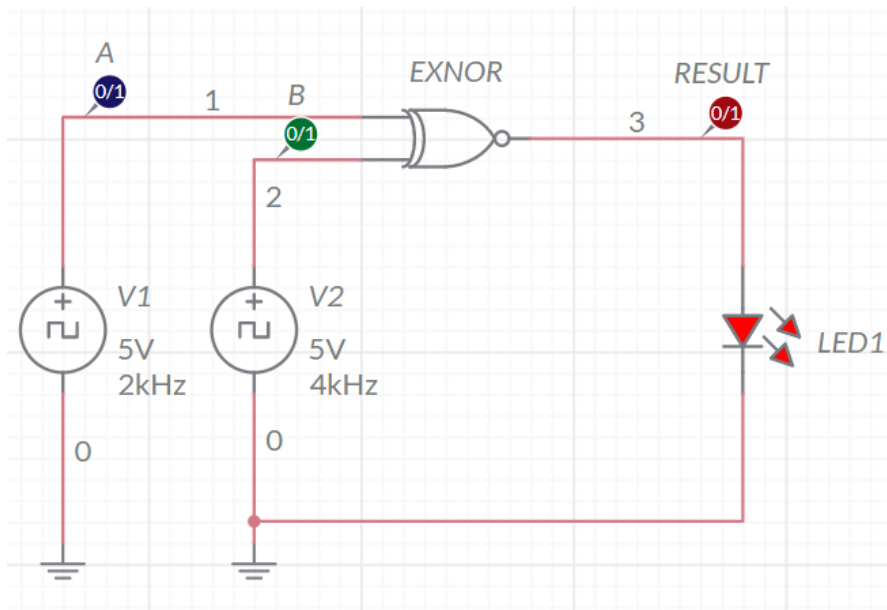 A
0/1
1
B
0/1
EXNOR
RESULT
0/1
3
2
V1
5V
2kHz
V2
5V
4kHz
LED1
0
0